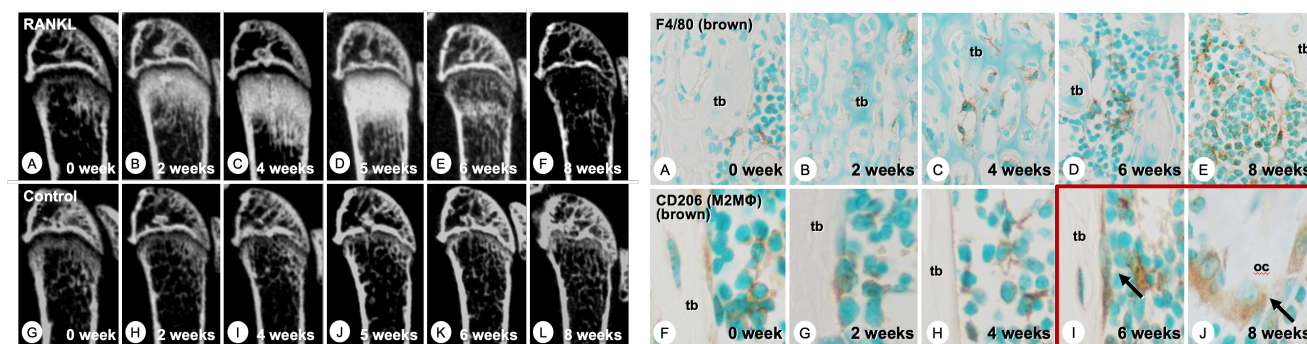 RANKL
A 0 week
B 2 weeks
C 4 weeks
D 5 weeks
E 6 weeks
F 8 weeks
Control
G 0 week
H 2 weeks
I 4 weeks
J 5 weeks
K 6 weeks
L 8 weeks
F4/80 (brown)
tb
A 0 week
tb
B 2 weeks
tb
C 4 weeks
tb
D 6 weeks
tb
E 8 weeks
CD206 (M2MΦ)
(brown)
tb
F 0 week
tb
G 2 weeks
tb
H 4 weeks
tb
I 6 weeks
oc
J 8 weeks